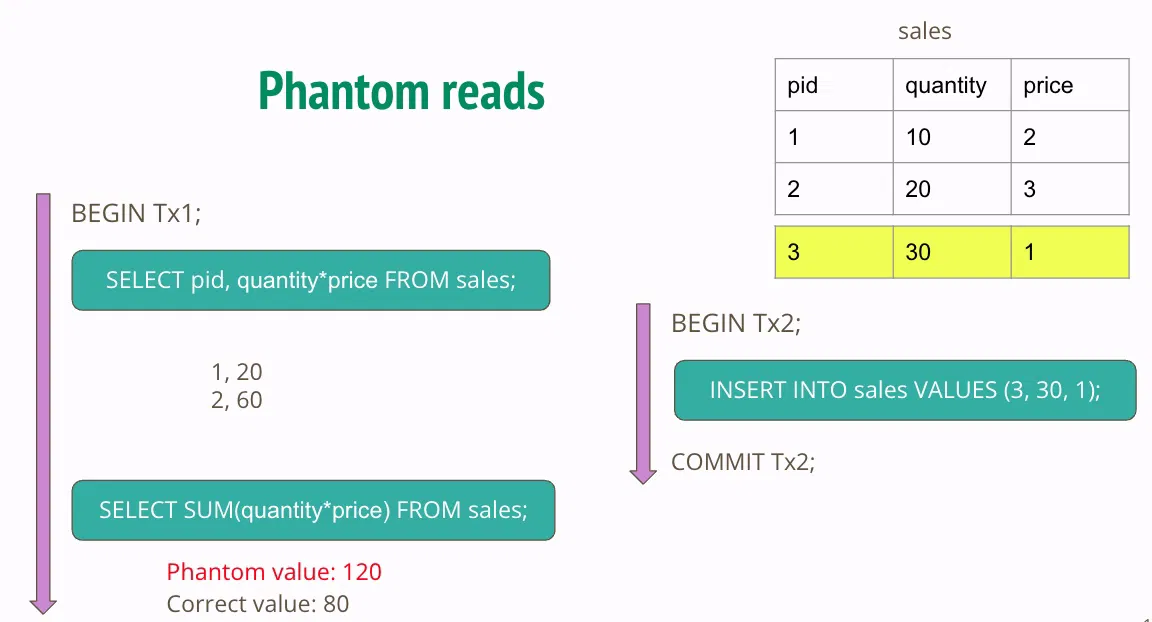 sales
Phantom reads
pid quantity price
1 10 2
2 20 3
3 30 1
BEGIN Tx1;
SELECT pid, quantity*price FROM sales;
1, 20
2, 60
BEGIN Tx2;
INSERT INTO sales VALUES (3, 30, 1);
COMMIT Tx2;
SELECT SUM(quantity*price) FROM sales;
Phantom value: 120
Correct value: 80